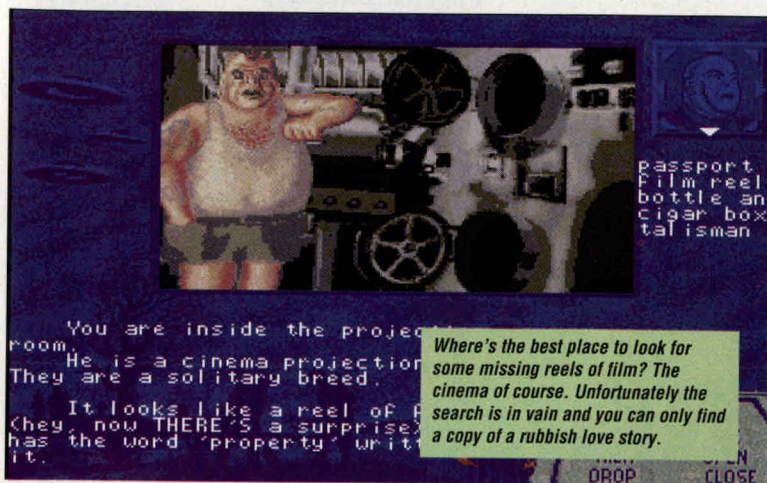 passport
Film reel
bottle an
cigar box
talisman
You are inside the
room.
He is a cinema projection
They are a solitary breed.
It looks like a reel of
(hey, now THERE'S a surprise)
has the word 'property'
it.
Where's the best place to look for
some missing reels of film? The
cinema of course. Unfortunately the
search is in vain and you can only find
a copy of a rubbish love story.
OPEN
DROP CLOSE